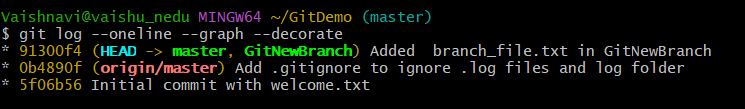 Vaishnavi@vaishu_nedu MINGW64 ~/GitDemo (master)
$ git log --oneline --graph --decorate
* 91300f4 (HEAD -> master, GitNewBranch) Added  branch_file.txt in GitNewBranch
* 0b4890f (origin/master) Add .gitignore to ignore .log files and log folder
* 5f06b56 Initial commit with welcome.txt